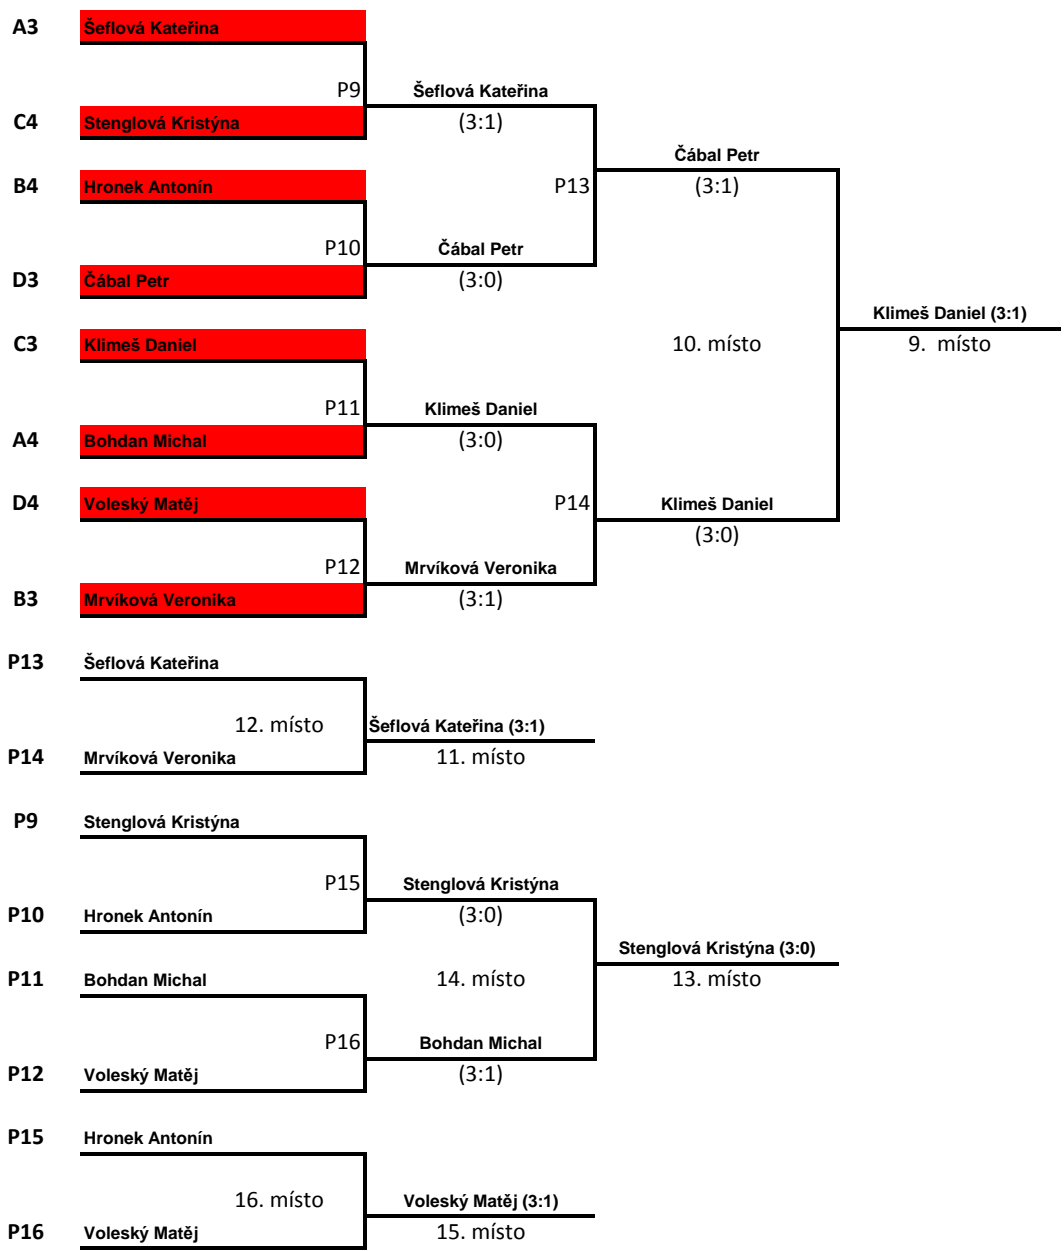 A3 Šeflová Kateřina
P9 Šeflová Kateřina
C4 Stenglová Kristýna (3:1)
Čábal Petr
B4 Hronek Antonín P13 (3:1)
P10 Čábal Petr
D3 Čábal Petr (3:0)
Klimeš Daniel (3:1)
C3 Klimeš Daniel 10. místo 9. místo
P11 Klimeš Daniel
A4 Bohdan Michal (3:0)
D4 Voleský Matěj P14 Klimeš Daniel
(3:0)
P12 Mrvíková Veronika
B3 Mrvíková Veronika (3:1)
P13 Šeflová Kateřina
12. místo Šeflová Kateřina (3:1)
P14 Mrvíková Veronika 11. místo
P9 Stenglová Kristýna
P15 Stenglová Kristýna
P10 Hronek Antonín (3:0)
Stenglová Kristýna (3:0)
P11 Bohdan Michal 14. místo 13. místo
P16 Bohdan Michal
P12 Voleský Matěj (3:1)
P15 Hronek Antonín
16. místo Voleský Matěj (3:1)
P16 Voleský Matěj 15. místo